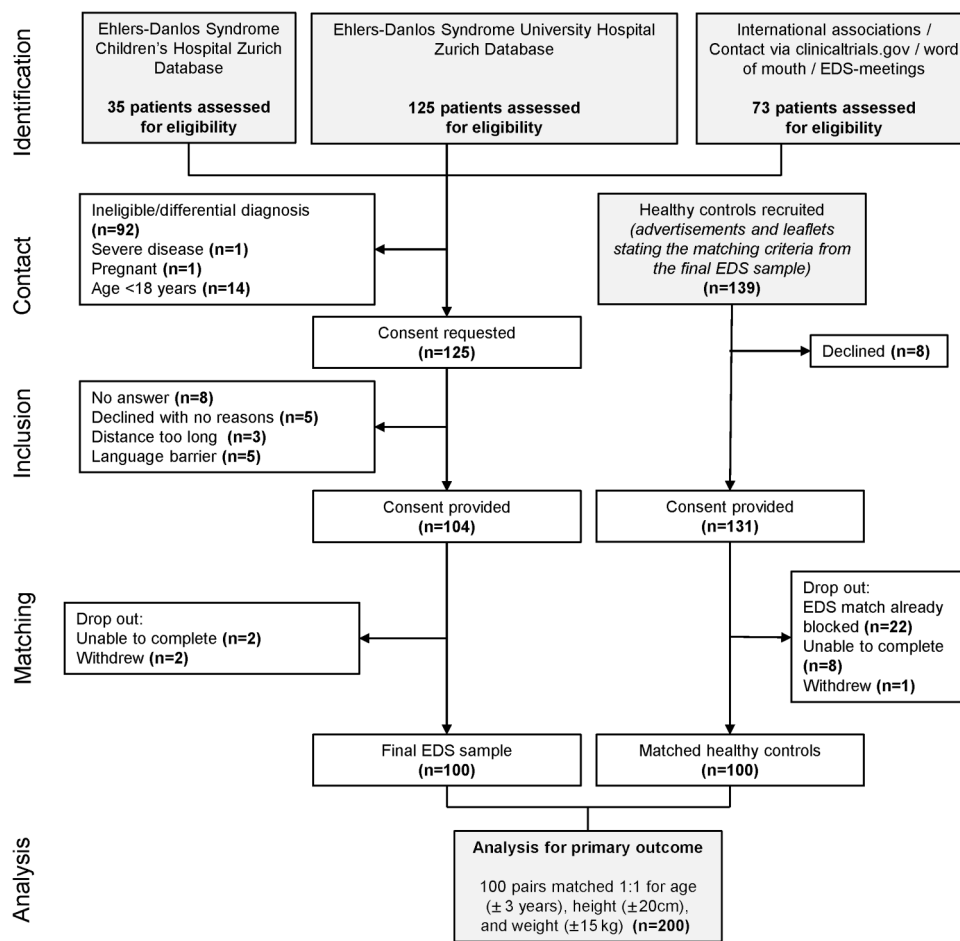 Identification
Ehlers-Danlos Syndrome
Children's Hospital Zurich
Database
35 patients assessed
for eligibility
Ehlers-Danlos Syndrome University Hospital
Zurich Database
125 patients assessed
for eligibility
International associations /
Contact via clinicaltrials.gov / word
of mouth / EDS-meetings
73 patients assessed
for eligibility
Contact
Ineligible/differential diagnosis
(n=92)
Severe disease (n=1)
Pregnant (n=1)
Age <18 years (n=14)
Healthy controls recruited
(advertisements and leaflets
stating the matching criteria from
the final EDS sample)
(n=139)
Consent requested
(n=125)
Declined (n=8)
Inclusion
No answer (n=8)
Declined with no reasons (n=5)
Distance too long (n=3)
Language barrier (n=5)
Consent provided
(n=104)
Consent provided
(n=131)
Matching
Drop out:
Unable to complete (n=2)
Withdrew (n=2)
Drop out:
EDS match already
blocked (n=22)
Unable to complete
(n=8)
Withdrew (n=1)
Final EDS sample
(n=100)
Matched healthy controls
(n=100)
Analysis
Analysis for primary outcome
100 pairs matched 1:1 for age
(± 3 years), height (±20cm),
and weight (±15 kg) (n=200)